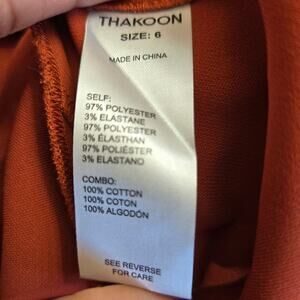 THAKOON
SIZE: 6
MADE IN CHINA
SELF:
97% POLYESTER
3% ELASTANE
97% POLYESTER
3% ÉLASTHAN
97% POLIÉSTER
3% ELASTANO
COMBO:
100% COTTON
100% COTON
100% ALGODÓN
SEE REVERSE
FOR CARE